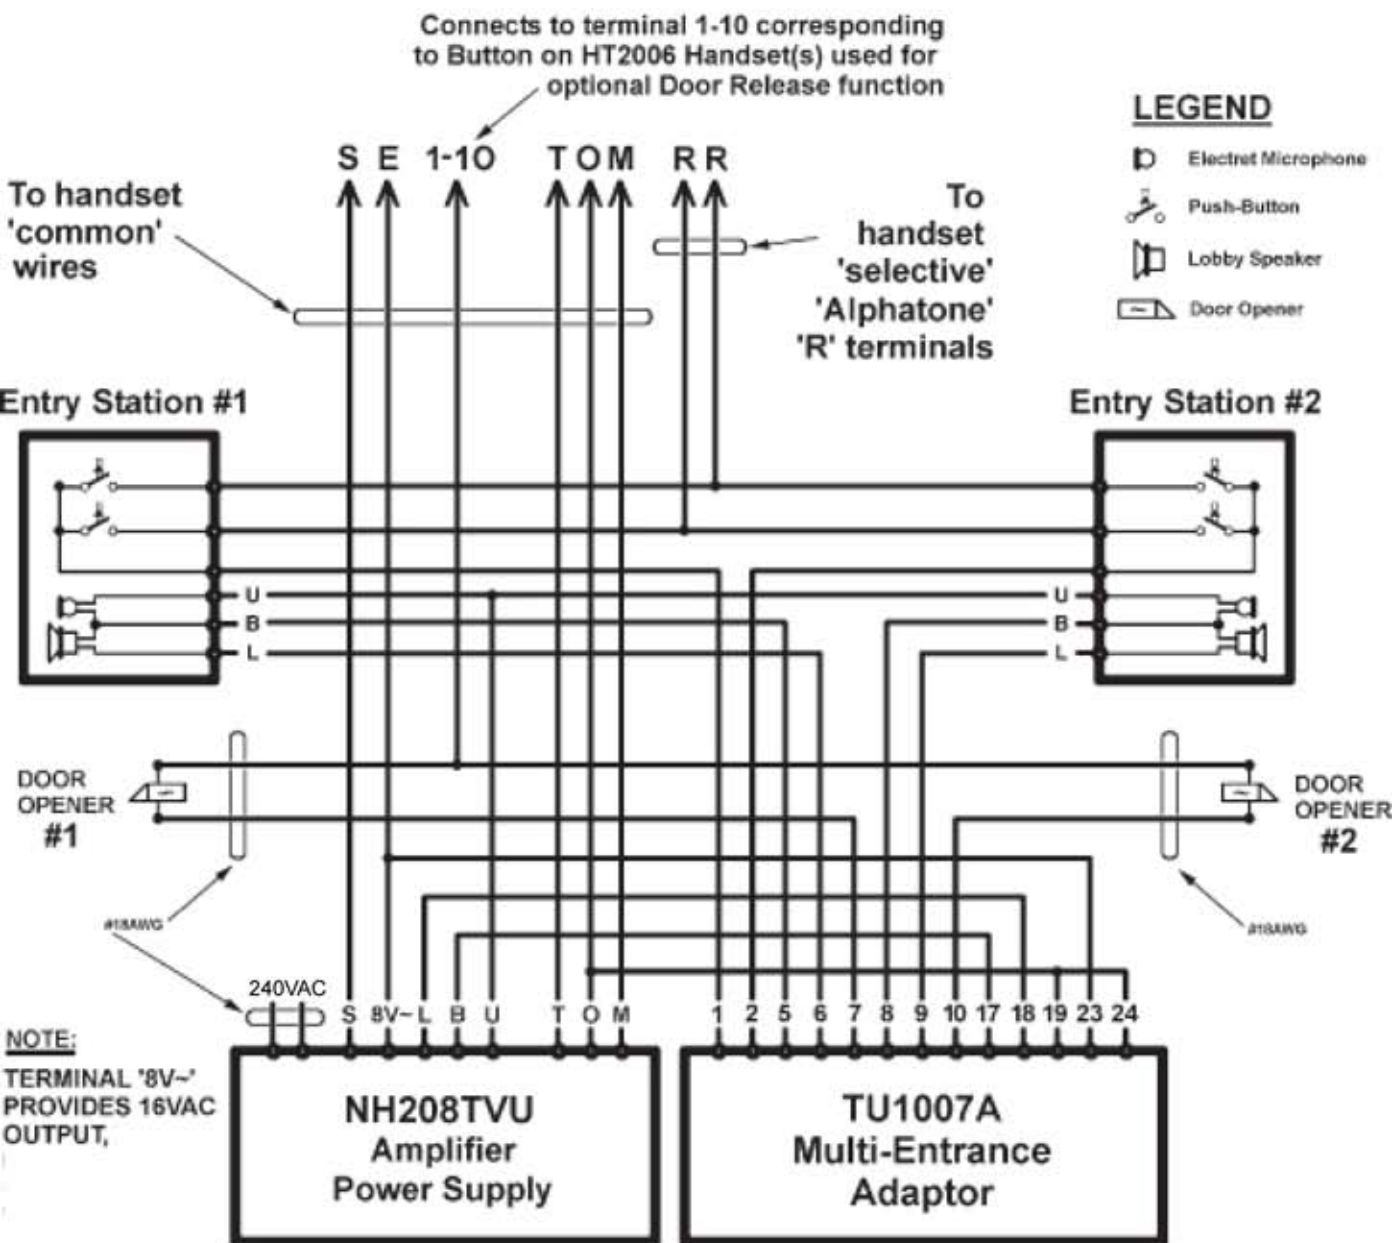 Connects to terminal 1-10 corresponding
to Button on HT2006 Handset(s) used for
optional Door Release function
LEGEND
Electret Microphone
Push-Button
Lobby Speaker
Door Opener
S E 1-10 T O M R R
To handset
'common'
wires
To
handset
'selective'
'Alphatone'
'R' terminals
Entry Station #1
Entry Station #2
U
B
L
U
B
L
DOOR
OPENER
#1
DOOR
OPENER
#2
#18AWG
#18AWG
240VAC
S 8V~ L B U T O M
1 2 5 6 7 8 9 10 17 18 19 23 24
NOTE:
TERMINAL '8V~'
PROVIDES 16VAC
OUTPUT,
NH208TVU
Amplifier
Power Supply
TU1007A
Multi-Entrance
Adaptor